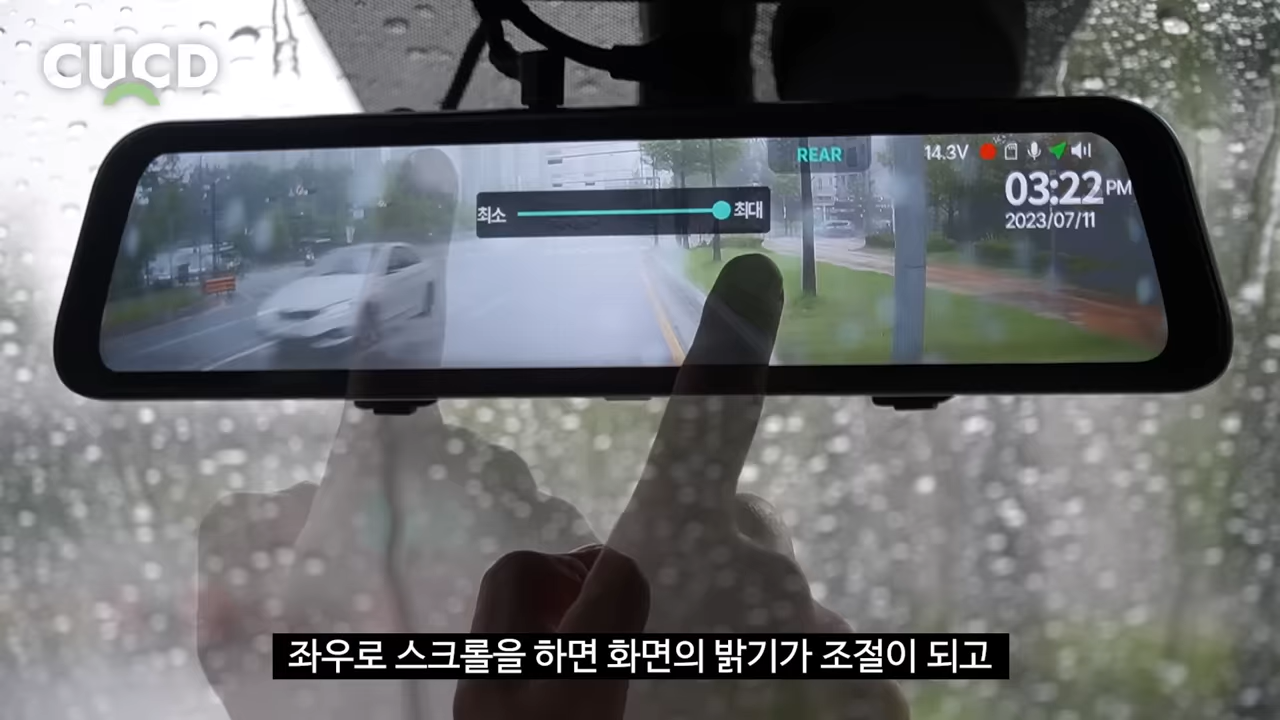 CUCD
REAR
14.3V
03:22 PM
2023/07/11
최소
최대
좌우로 스크롤을 하면 화면의 밝기가 조절이 되고